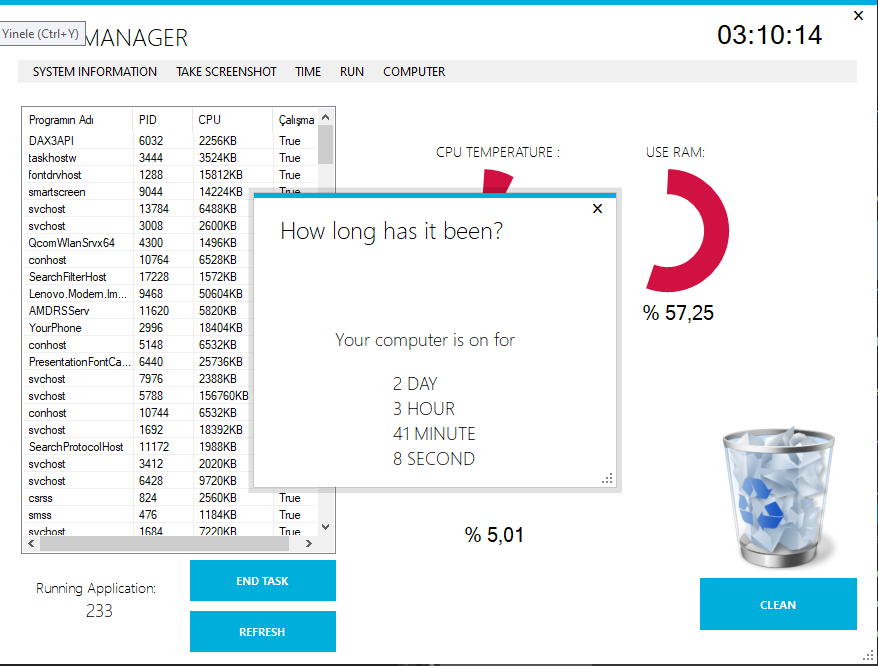 Yinele (Ctrl+Y)
MANAGER
03:10:14
SYSTEM INFORMATION TAKE SCREENSHOT TIME RUN COMPUTER
Programın Adı PID CPU Çalışma
DAX3API 6032 2256KB True
taskhostw 3444 3524KB True
fontdrvhost 1288 15812KB True
smartscreen 9044 14224KB True
svchost 13784 6488KB
svchost 3008 2600KB
QcomWlanSrvx64 4300 1496KB
conhost 10764 6528KB
SearchFilterHost 17228 1572KB
Lenovo.Modern.Im... 9468 50604KB
AMDRSServ 11620 5820KB
YourPhone 2996 18404KB
conhost 5148 6532KB
PresentationFontCa... 6440 25736KB
svchost 7976 2388KB
svchost 5788 156760KB
conhost 10744 6532KB
svchost 1692 18392KB
SearchProtocolHost 11172 1988KB
svchost 3412 2020KB
svchost 6428 9720KB
csrss 824 2560KB True
smss 476 1184KB True
svchost 1684 7220KB True
CPU TEMPERATURE :
USE RAM:
% 57,25
How long has it been?
Your computer is on for
2 DAY
3 HOUR
41 MINUTE
8 SECOND
% 5,01
Running Application:
233
END TASK
REFRESH
CLEAN